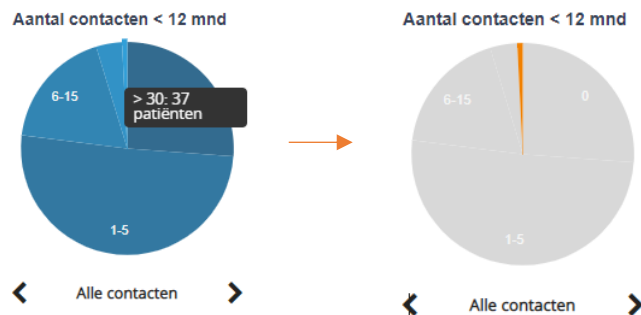 Aantal contacten < 12 mnd
6-15
> 30: 37
patiënten
1-5
Alle contacten
Aantal contacten < 12 mnd
6-15
0
1-5
Alle contacten